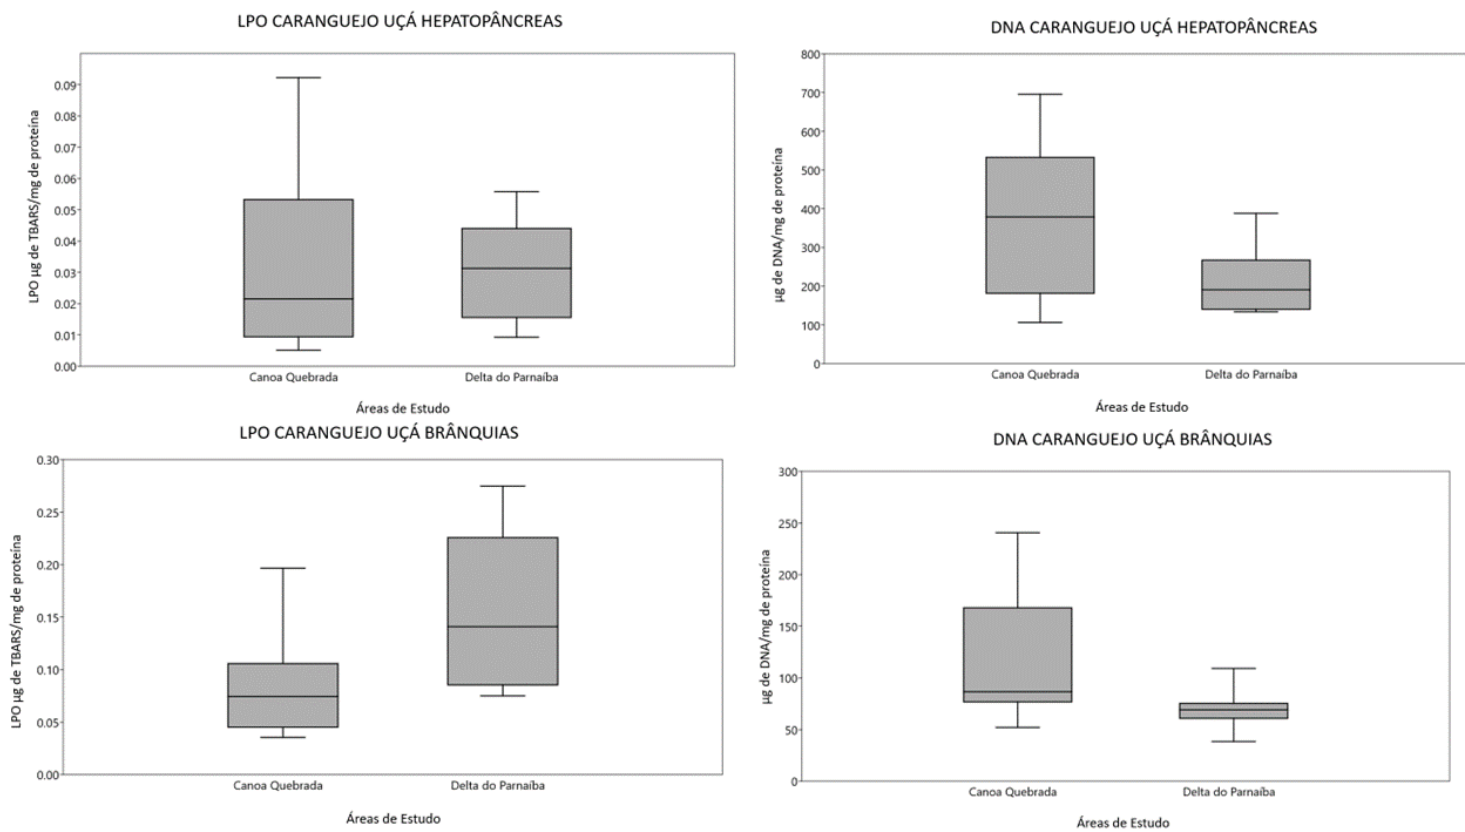 LPO CARANGUEJO UÇÁ HEPATOPÂNCREAS
LPO µg de TBARS/mg de proteína
0.09
0.08
0.07
0.06
0.05
0.04
0.03
0.02
0.01
0.00
Canoa Quebrada
Delta do Parnaíba
Áreas de Estudo
DNA CARANGUEJO UÇÁ HEPATOPÂNCREAS
µg de DNA/mg de proteína
800
700
600
500
400
300
200
100
0
Canoa Quebrada
Delta do Parnaíba
Áreas de Estudo
LPO CARANGUEJO UÇÁ BRÂNQUIAS
LPO µg de TBARS/mg de proteína
0.30
0.25
0.20
0.15
0.10
0.05
0.00
Canoa Quebrada
Delta do Parnaíba
Áreas de Estudo
DNA CARANGUEJO UÇÁ BRÂNQUIAS
µg de DNA/mg de proteína
300
250
200
150
100
50
0
Canoa Quebrada
Delta do Parnaíba
Áreas de Estudo